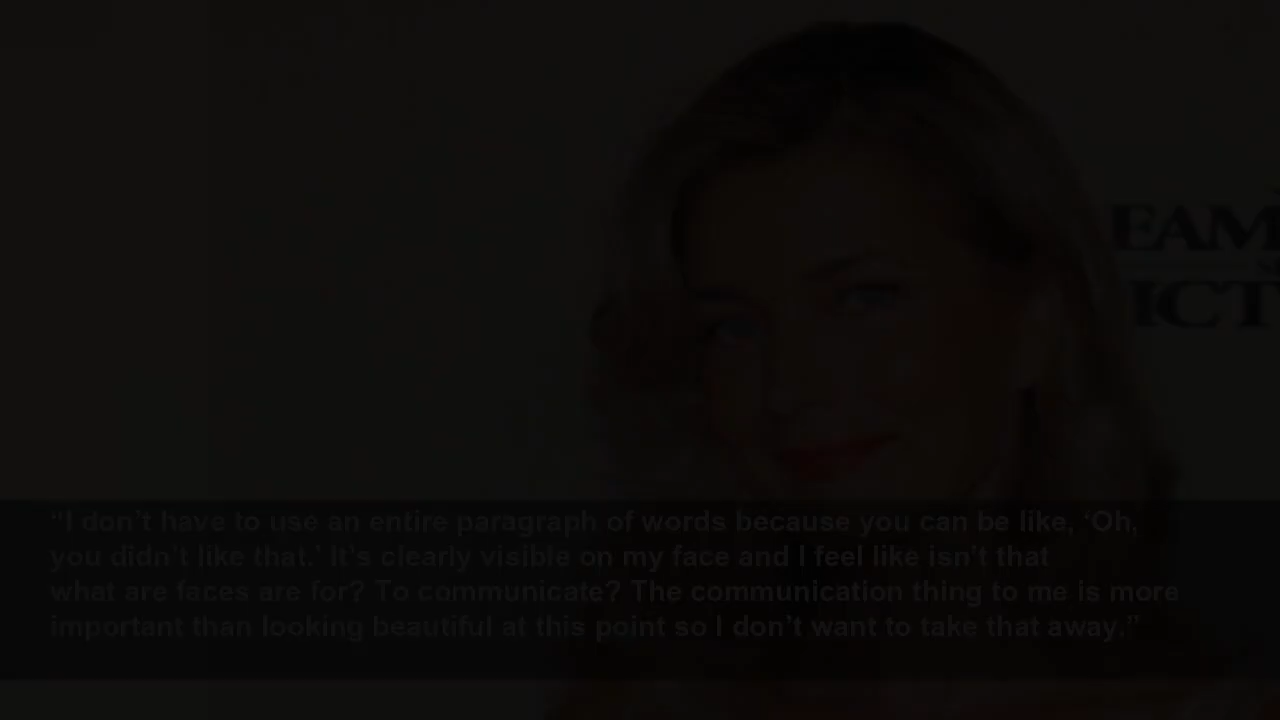 EAM
ICT
“I don’t have to use an entire paragraph of words because you can be like, ‘Oh,
you didn’t like that.’ It’s clearly visible on my face and I feel like isn’t that
what are faces are for? To communicate? The communication thing to me is more
important than looking beautiful at this point so I don’t want to take that away.”